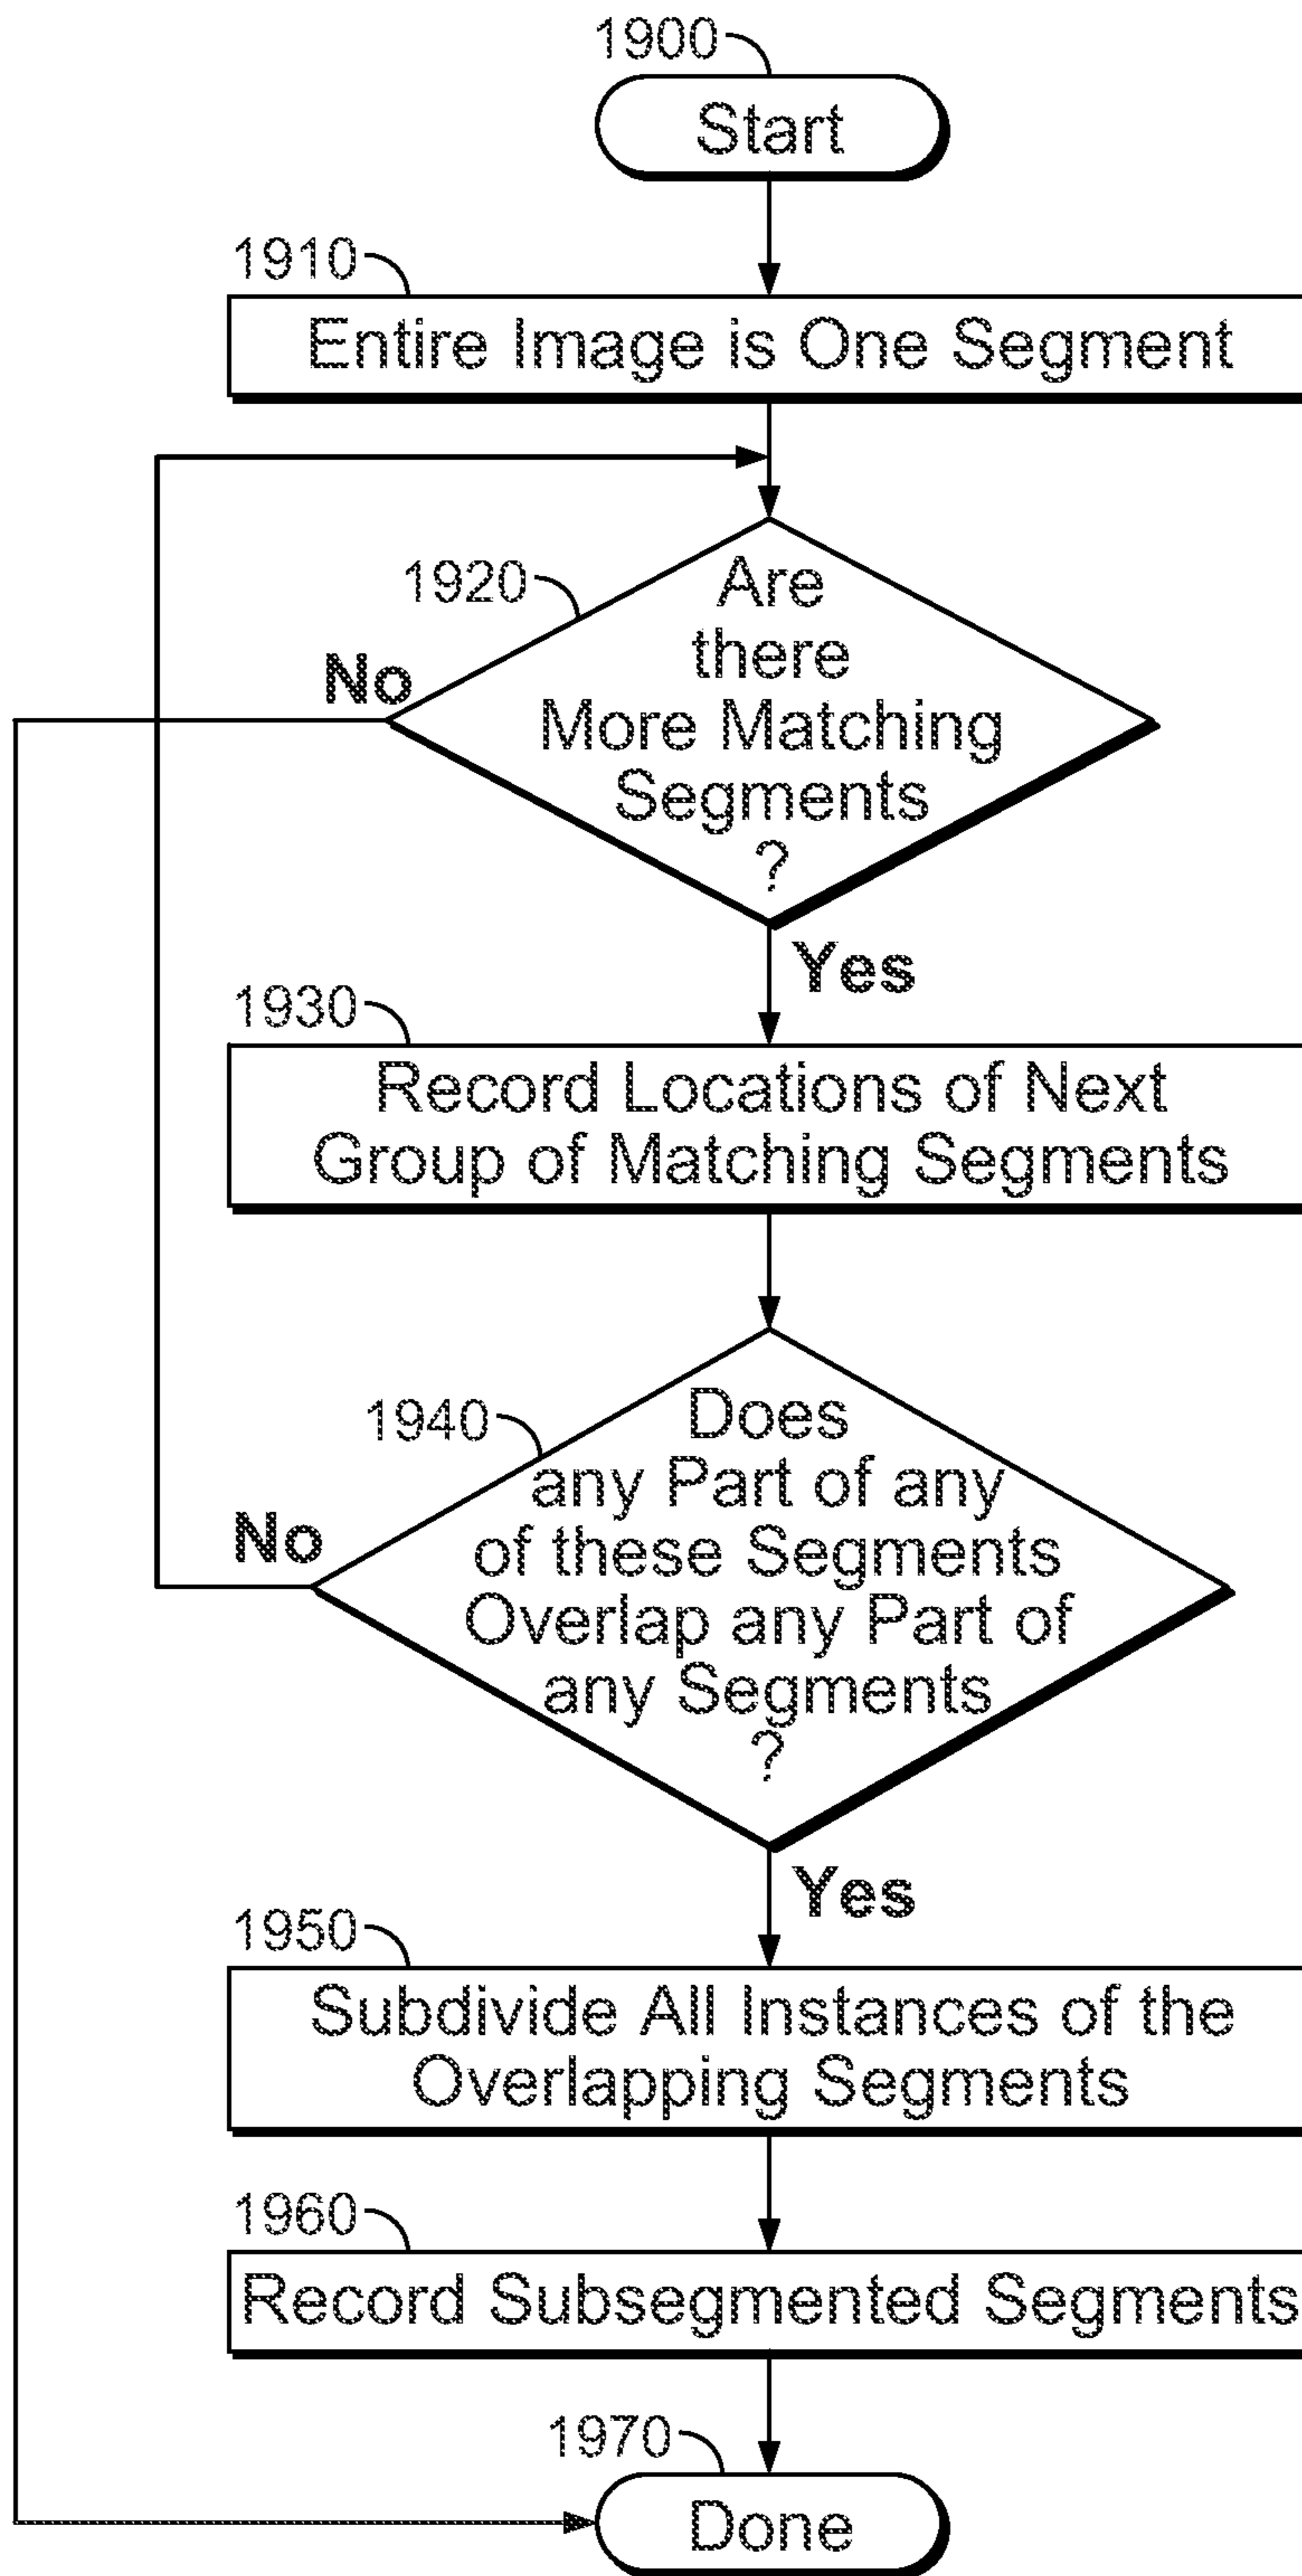 1900
Start
1910
Entire Image is One Segment
1920
Are
there
More Matching
Segments
?
No
Yes
1930
Record Locations of Next
Group of Matching Segments
1940
Does
any Part of any
of these Segments
Overlap any Part of
any Segments
?
No
Yes
1950
Subdivide All Instances of the
Overlapping Segments
1960
Record Subsegmented Segments
1970
Done